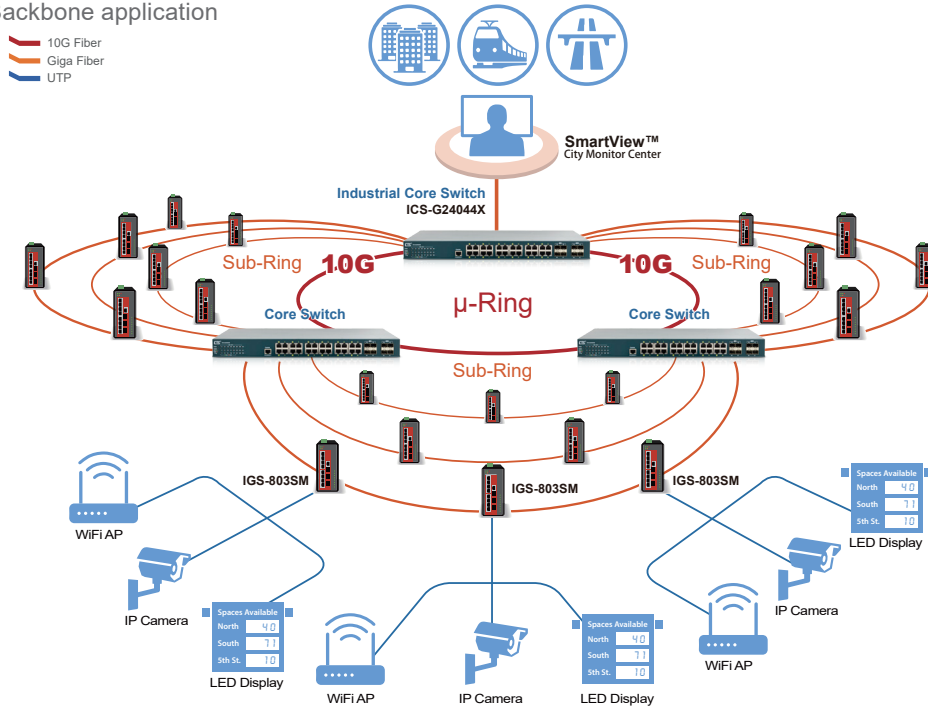 Backbone application
10G Fiber
Giga Fiber
UTP
SmartView™
City Monitor Center
Industrial Core Switch
ICS-G24044X
Sub-Ring
10G
10G
Sub-Ring
µ-Ring
Core Switch
Core Switch
Sub-Ring
IGS-803SM
IGS-803SM
IGS-803SM
WiFi AP
IP Camera
Spaces Available
North 40
South 71
5th St. 10
LED Display
WiFi AP
IP Camera
Spaces Available
North 40
South 71
5th St. 10
LED Display
WiFi AP
IP Camera
Spaces Available
North 40
South 71
5th St. 10
LED Display